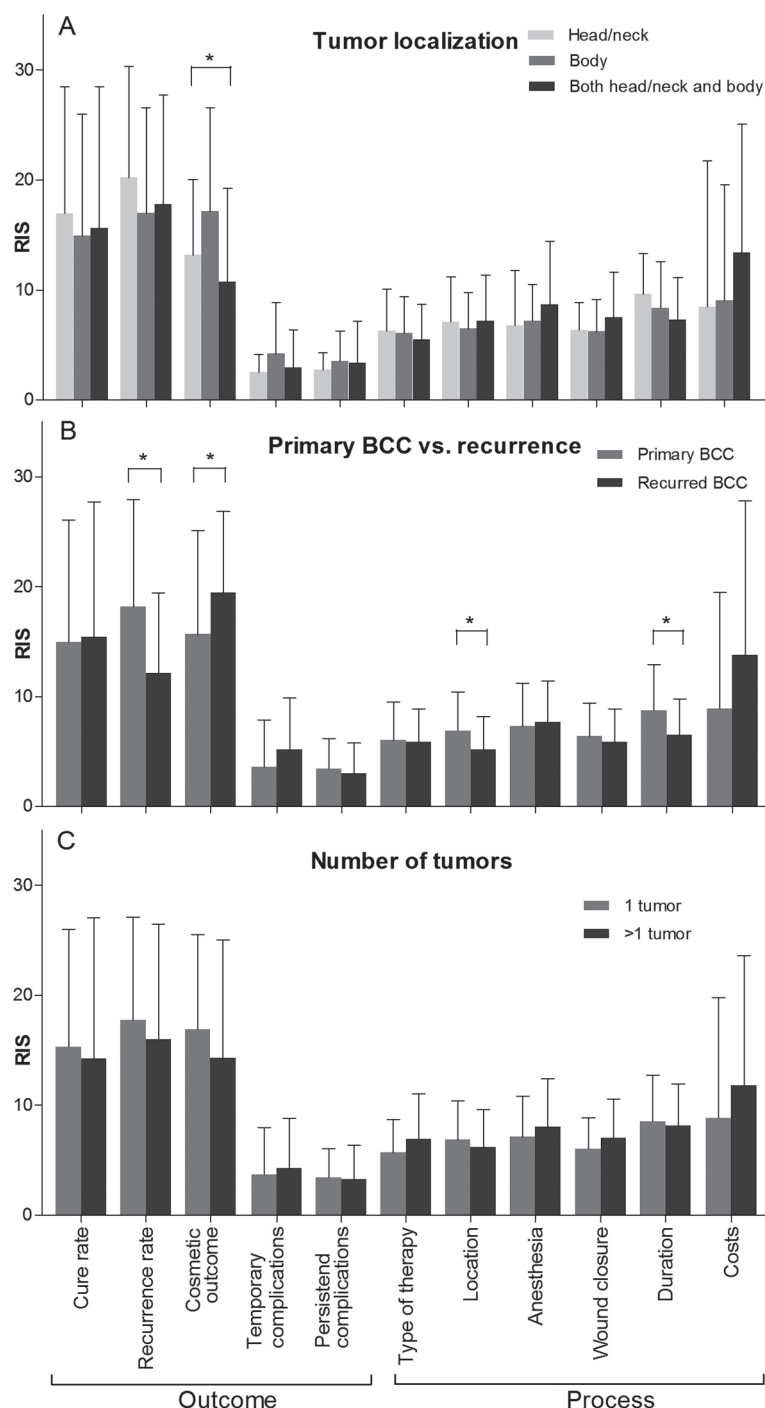 A
Tumor localization
Head/neck
Body
Both head/neck and body
*
30
20
10
0
RIS
B
Primary BCC vs. recurrence
Primary BCC
Recurred BCC
*
*
*
*
30
20
10
0
RIS
C
Number of tumors
1 tumor
>1 tumor
30
20
10
0
RIS
Cure rate
Recurrence rate
Cosmetic
outcome
Temporary
complications
Persistend
complications
Type of therapy
Location
Anesthesia
Wound closure
Duration
Costs
Outcome
Process